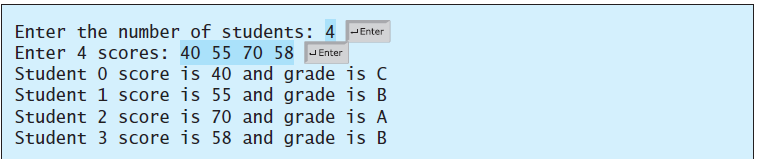 Enter the number of students: 4 ↵Enter
Enter 4 scores: 40 55 70 58 ↵Enter
Student 0 score is 40 and grade is C
Student 1 score is 55 and grade is B
Student 2 score is 70 and grade is A
Student 3 score is 58 and grade is B